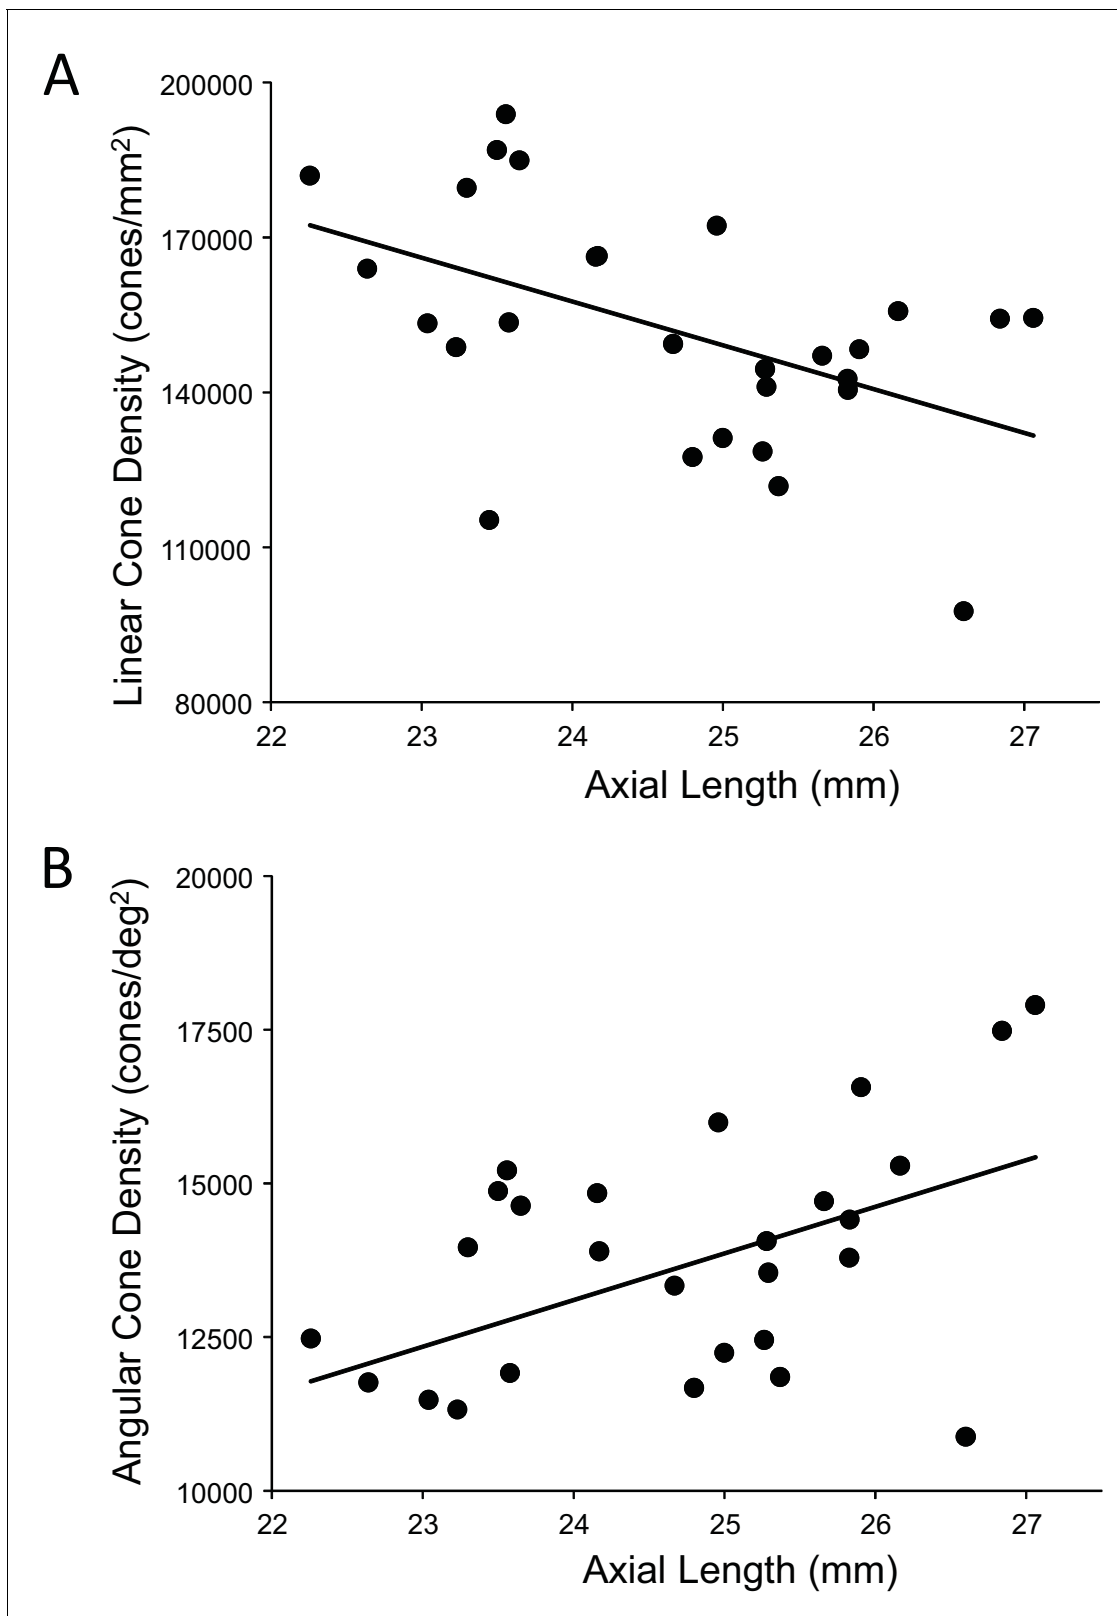 A
200000
170000
140000
110000
80000
Linear Cone Density (cones/mm²)
22 23 24 25 26 27
Axial Length (mm)
B
20000
17500
15000
12500
10000
Angular Cone Density (cones/deg²)
22 23 24 25 26 27
Axial Length (mm)